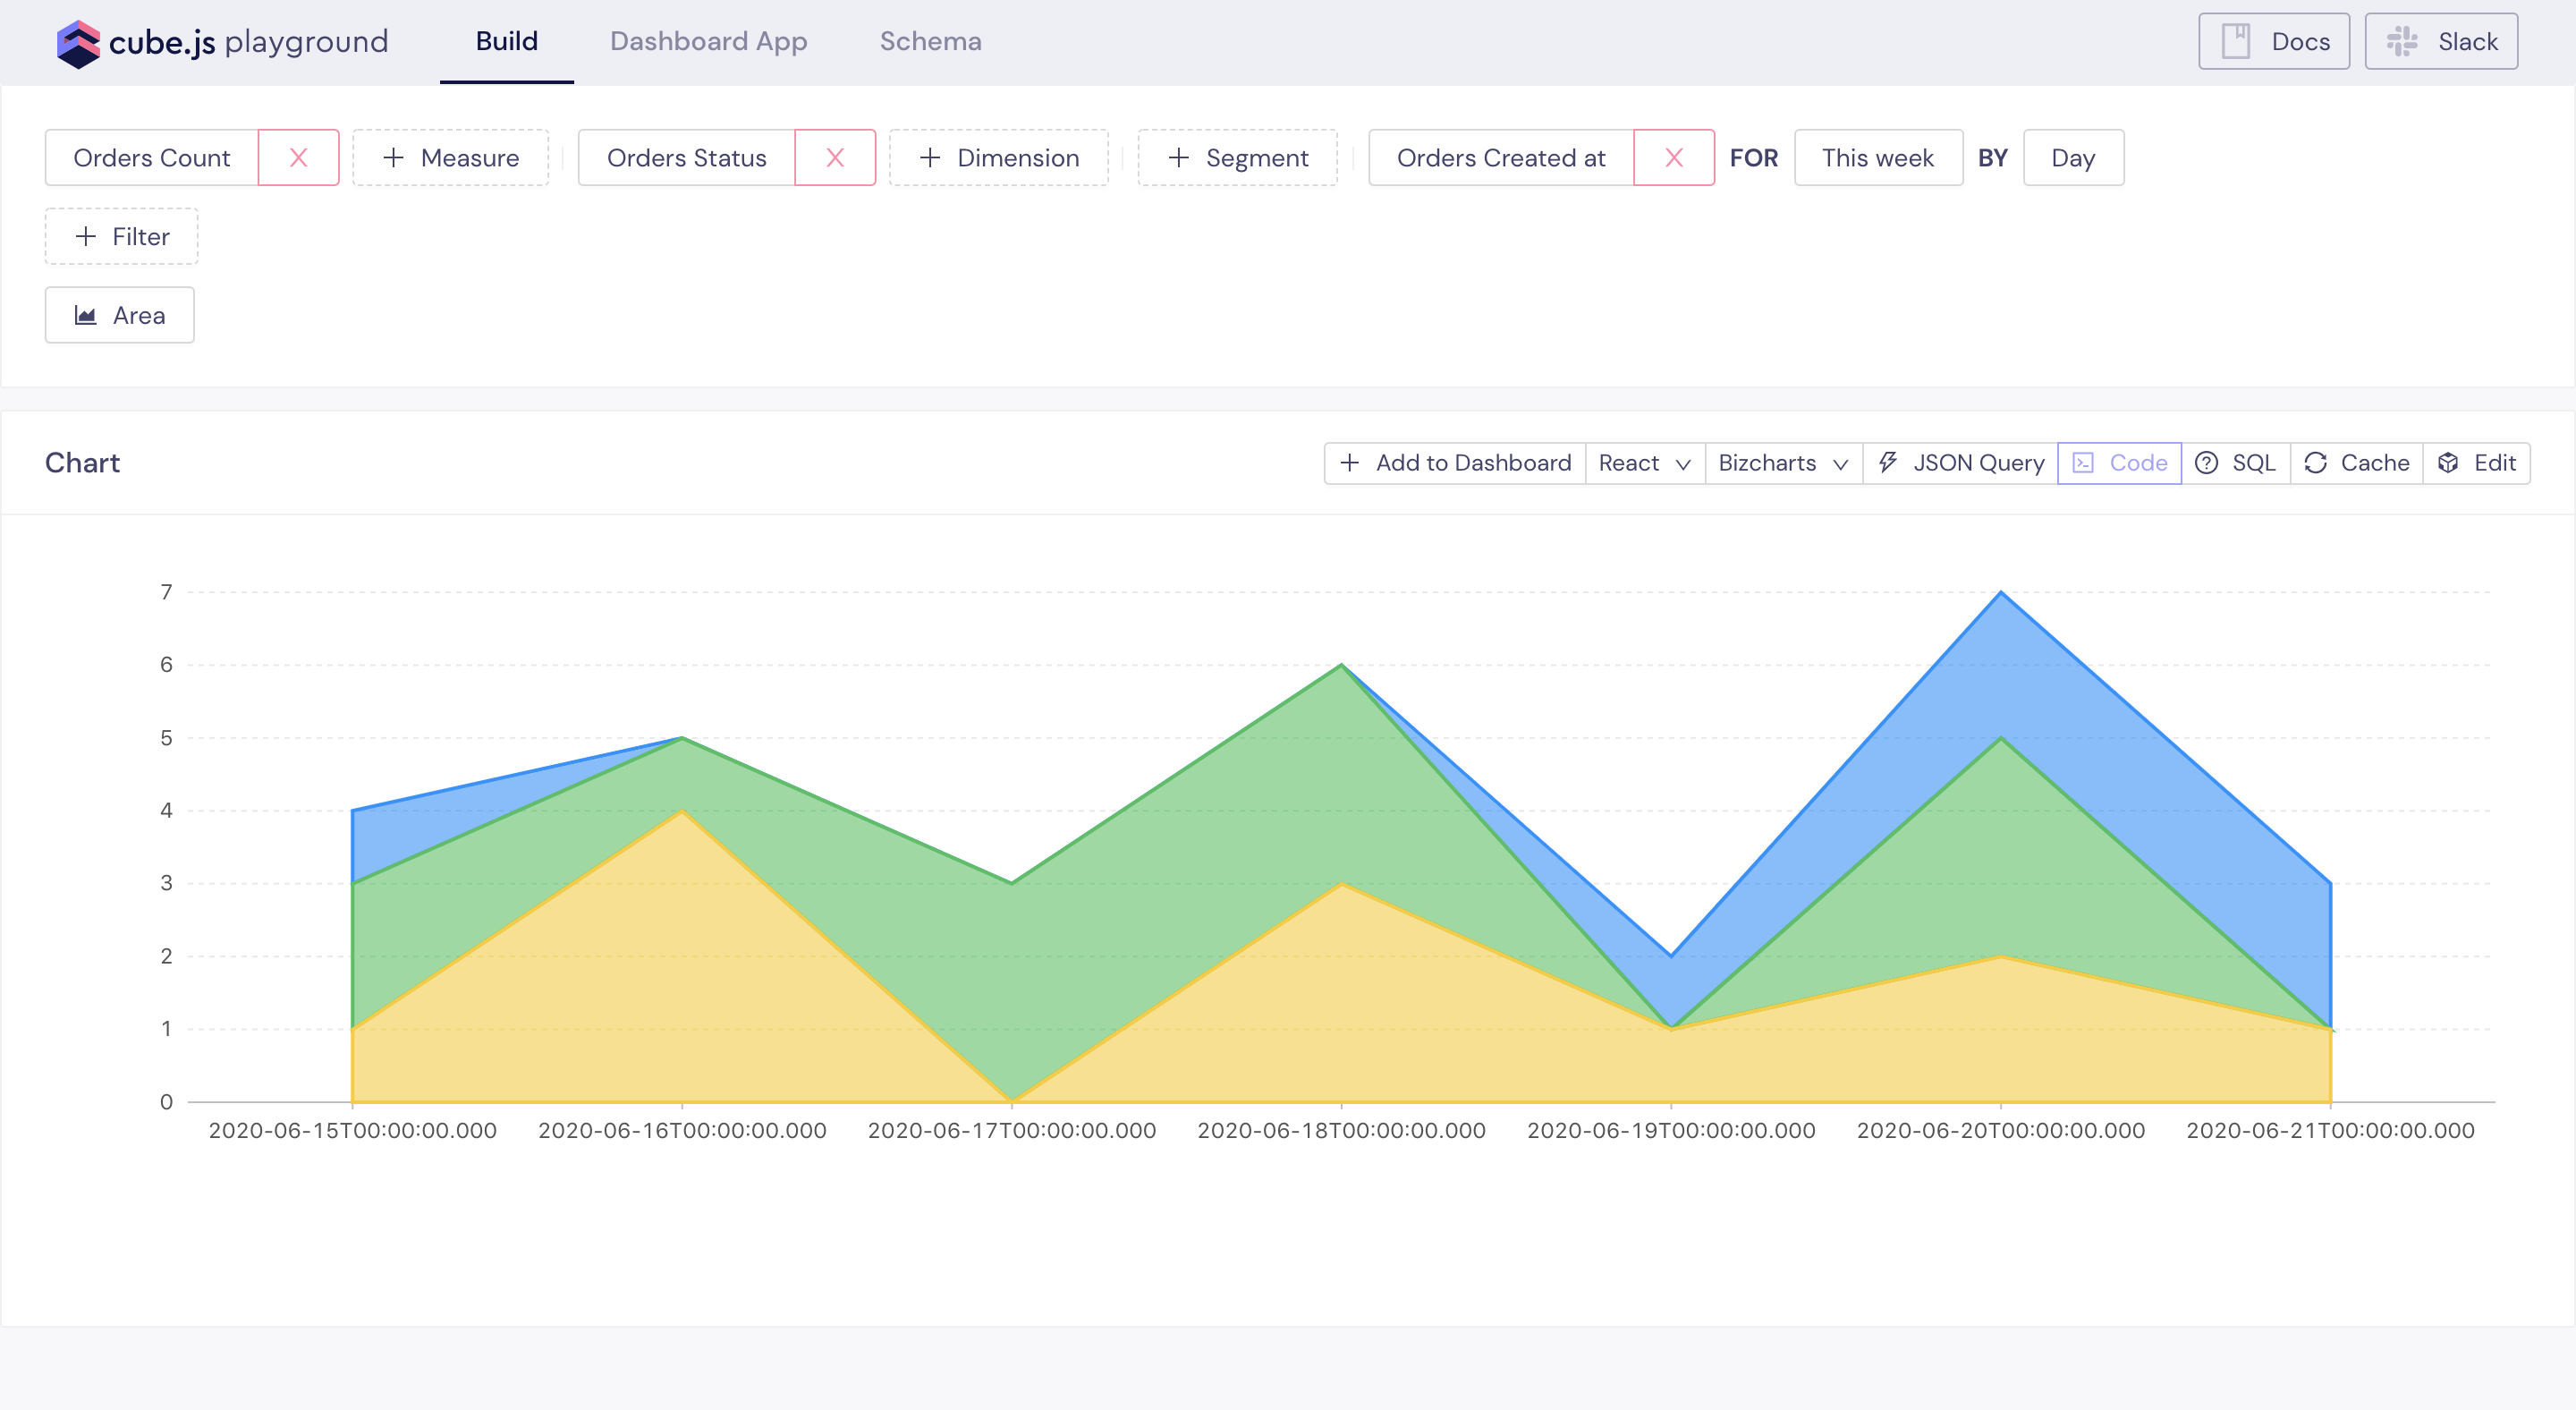 cube.js playground Build Dashboard App Schema Docs Slack
Orders Count X + Measure Orders Status X + Dimension + Segment Orders Created at X FOR This week BY Day
+ Filter
Area
Chart + Add to Dashboard React Bizcharts JSON Query Code SQL Cache Edit
7
6
5
4
3
2
1
0
2020-06-15T00:00:00.000 2020-06-16T00:00:00.000 2020-06-17T00:00:00.000 2020-06-18T00:00:00.000 2020-06-19T00:00:00.000 2020-06-20T00:00:00.000 2020-06-21T00:00:00.000